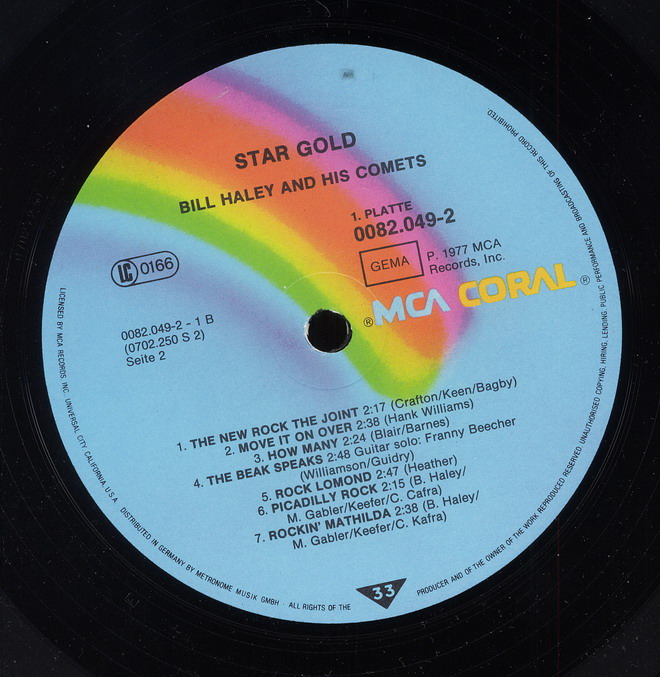 STAR GOLD
BILL HALEY AND HIS COMETS
1. PLATTE
0082.049-2
GEMA
P. 1977 MCA
Records, Inc.
LC 0166
® MCA CORAL ®
0082.049-2 - 1 B
(0702.250 S 2)
Seite 2
1. THE NEW ROCK THE JOINT 2:17 (Crafton/Keen/Bagby)
2. MOVE IT ON OVER 2:38 (Hank Williams)
3. HOW MANY 2:24 (Blair/Barnes)
4. THE BEAK SPEAKS 2:48 Guitar solo: Franny Beecher
(Williamson/Guidry)
5. ROCK LOMOND 2:47 (Heather)
6. PICADILLY ROCK 2:15 (B. Haley/
M. Gabler/Keefer/C. Cafra)
7. ROCKIN' MATHILDA 2:38 (B. Haley/
M. Gabler/Keefer/C. Kafra)
33
LICENSED BY MCA RECORDS, INC. UNIVERSAL CITY, CALIFORNIA, U.S.A. DISTRIBUTED IN GERMANY BY METRONOME MUSIK GMBH · ALL RIGHTS OF THE PRODUCER AND OF THE OWNER OF THE WORK REPRODUCED RESERVED UNAUTHORISED COPYING, HIRING, LENDING, PUBLIC PERFORMANCE AND BROADCASTING OF THIS RECORD PROHIBITED